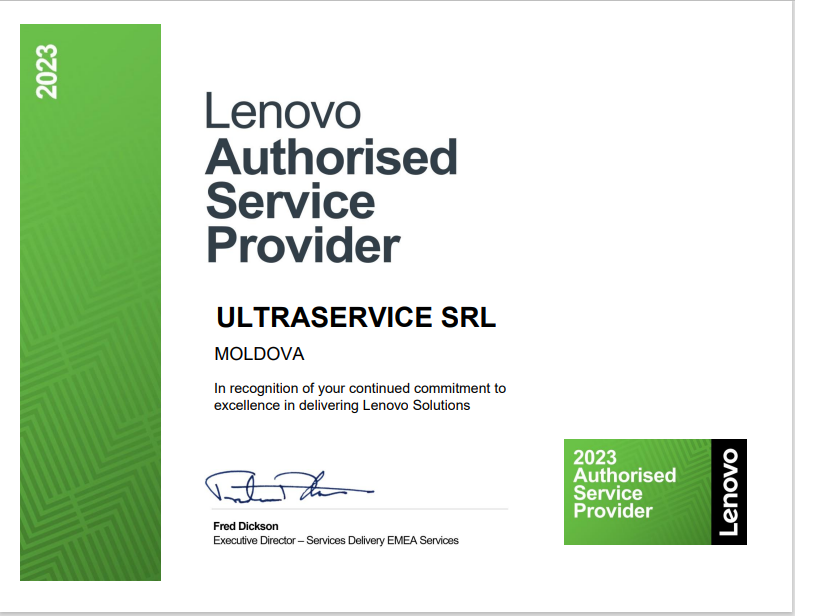 2023
Lenovo
Authorised
Service
Provider
ULTRASERVICE SRL
MOLDOVA
In recognition of your continued commitment to
excellence in delivering Lenovo Solutions
Fred Dickson
Executive Director – Services Delivery EMEA Services
2023
Authorised
Service
Provider
Lenovo